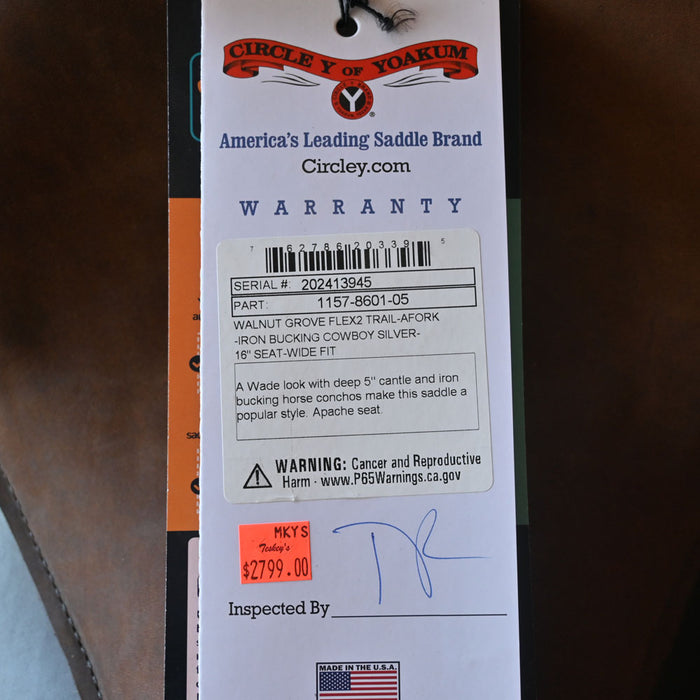 CIRCLE Y OF YOAKUM
Y
®
America's Leading Saddle Brand
Circley.com
WARRANTY
7 62786 20339 5
SERIAL #: 202413945
PART: 1157-8601-05
WALNUT GROVE FLEX2 TRAIL-AFORK
-IRON BUCKING COWBOY SILVER-
16" SEAT-WIDE FIT
A Wade look with deep 5" cantle and iron
bucking horse conchos make this saddle a
popular style. Apache seat.
WARNING: Cancer and Reproductive
Harm · www.P65Warnings.ca.gov
MKYS
Teskey's
$2799.00
Inspected By
MADE IN THE U.S.A.